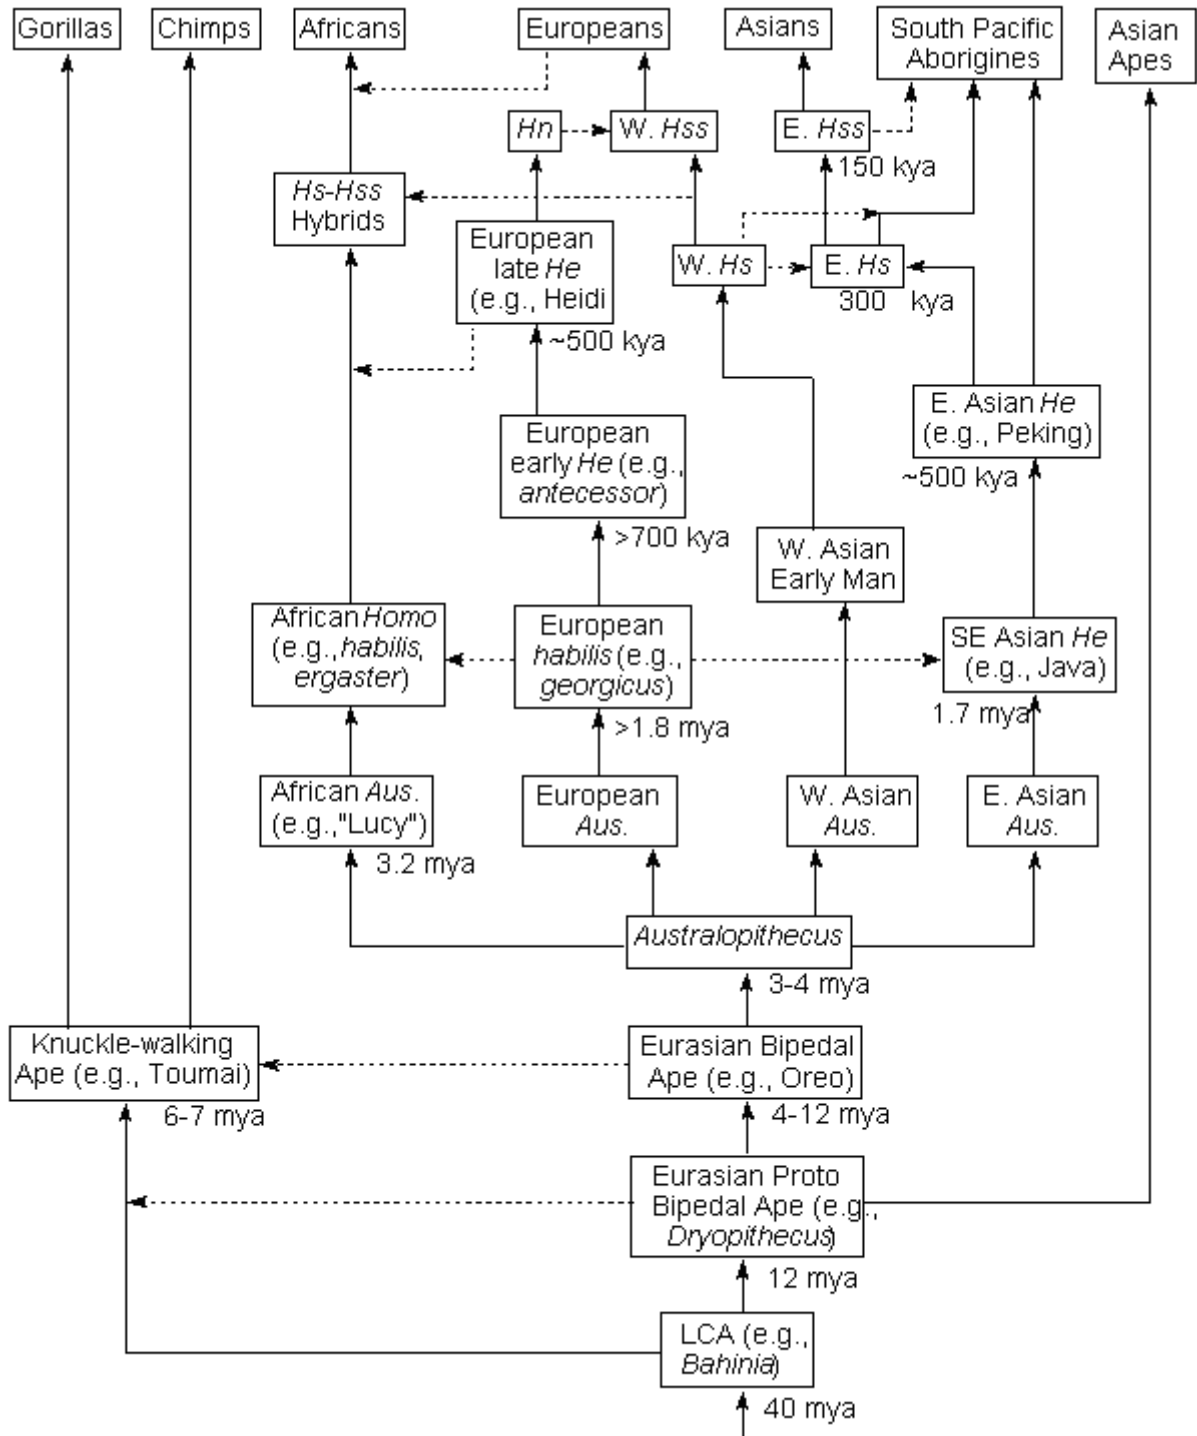 Gorillas
Chimps
Africans
Europeans
Asians
South Pacific
Aborigines
Asian
Apes
Hn
W. Hss
E. Hss
150 kya
Hs-Hss
Hybrids
European
late He
(e.g., Heidi
~500 kya
W. Hs
E. Hs
300 kya
E. Asian He
(e.g., Peking)
~500 kya
European
early He (e.g.,
antecessor)
>700 kya
W. Asian
Early Man
African Homo
(e.g., habilis,
ergaster)
European
habilis (e.g.,
georgicus)
>1.8 mya
SE Asian He
(e.g., Java)
1.7 mya
African Aus.
(e.g.,"Lucy")
3.2 mya
European
Aus.
W. Asian
Aus.
E. Asian
Aus.
Australopithecus
3-4 mya
Knuckle-walking
Ape (e.g., Toumai)
6-7 mya
Eurasian Bipedal
Ape (e.g., Oreo)
4-12 mya
Eurasian Proto
Bipedal Ape (e.g.,
Dryopithecus)
12 mya
LCA (e.g.,
Bahinia)
40 mya